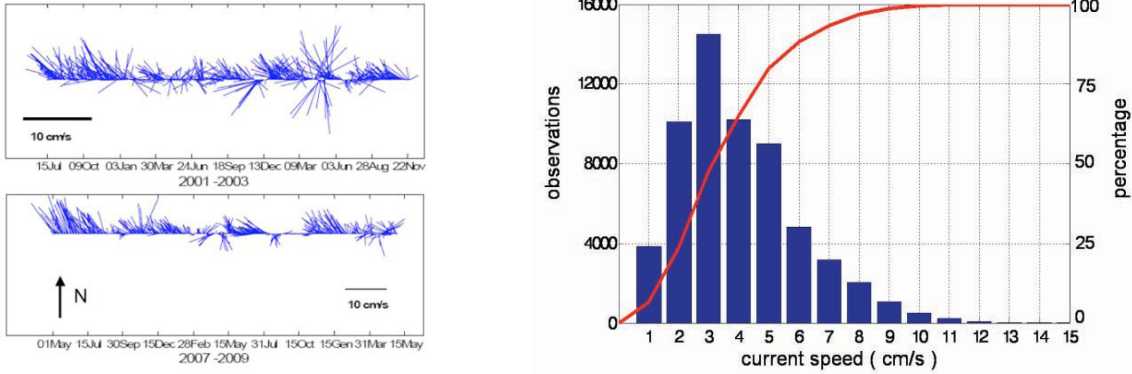 10 cm/s
15Jul 09Oct 03Jan 30Mar 24Jun 18Sep 13Dec 09Mar 03Jun 28Aug 22Nov
2001 -2003
N
10 cm/s
01May 15Jul 30Sep 15Dec 28Feb 15May 31Jul 15Oct 15Gen 31Mar 15May
2007 -2009
16000
12000
8000
4000
0
observations
100
75
50
25
0
percentage
1 2 3 4 5 6 7 8 9 10 11 12 13 14 15
current speed ( cm/s )